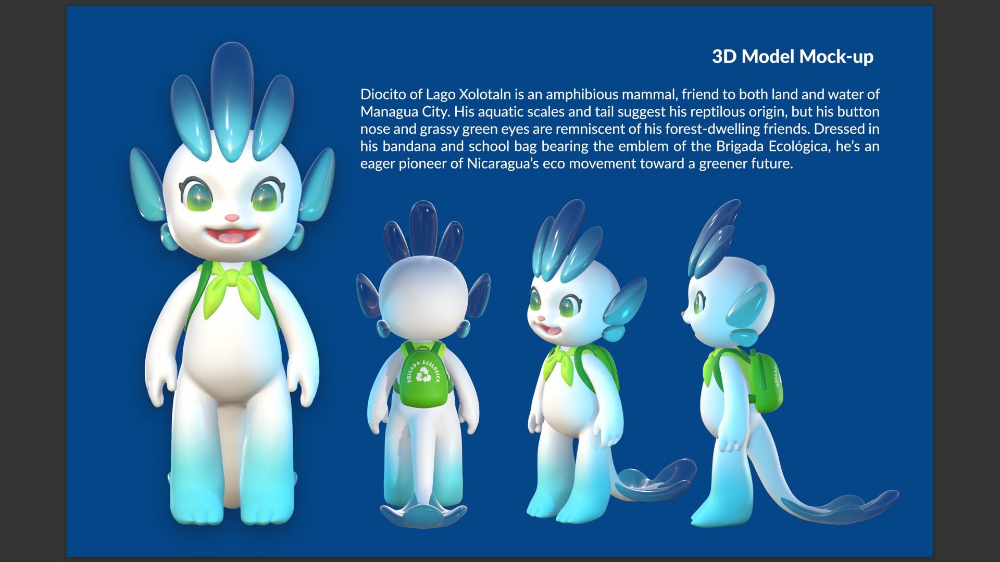 3D Model Mock-up
Diocito of Lago Xolotaln is an amphibious mammal, friend to both land and water of
Managua City. His aquatic scales and tail suggest his reptilous origin, but his button
nose and grassy green eyes are remniscent of his forest-dwelling friends. Dressed in
his bandana and school bag bearing the emblem of the Brigada Ecológica, he’s an
eager pioneer of Nicaragua’s eco movement toward a greener future.
BRIGADA ECOLOGICA
BRIGADA